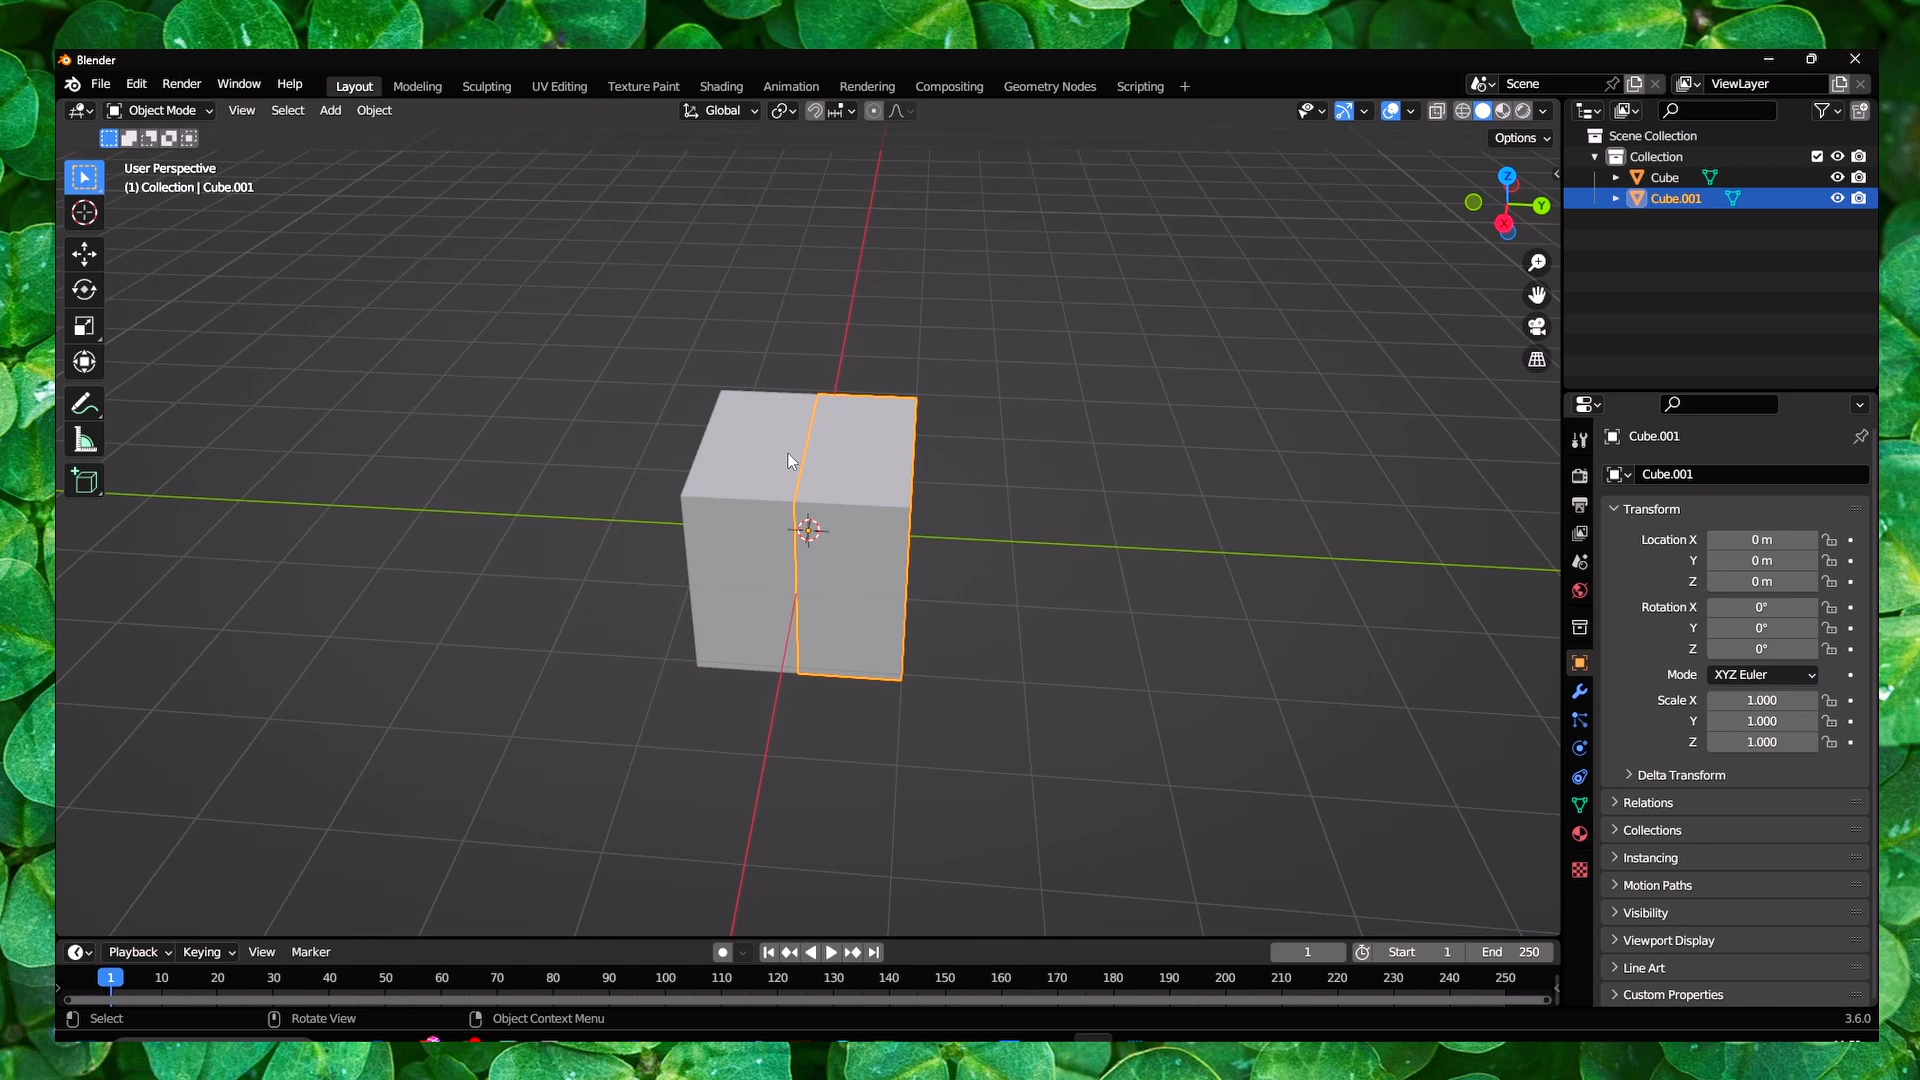 Blender
File Edit Render Window Help Layout Modeling Sculpting UV Editing Texture Paint Shading Animation Rendering Compositing Geometry Nodes Scripting + Scene ViewLayer
Object Mode View Select Add Object Global
Options
User Perspective
(1) Collection | Cube.001
Z
Y
X
Scene Collection
Collection
Cube
Cube.001
Cube.001
Cube.001
Transform
Location X 0 m
Y 0 m
Z 0 m
Rotation X 0°
Y 0°
Z 0°
Mode XYZ Euler
Scale X 1.000
Y 1.000
Z 1.000
Delta Transform
Relations
Collections
Instancing
Motion Paths
Visibility
Viewport Display
Line Art
Custom Properties
Playback Keying View Marker 1 Start 1 End 250
1 10 20 30 40 50 60 70 80 90 100 110 120 130 140 150 160 170 180 190 200 210 220 230 240 250
Select Rotate View Object Context Menu 3.6.0